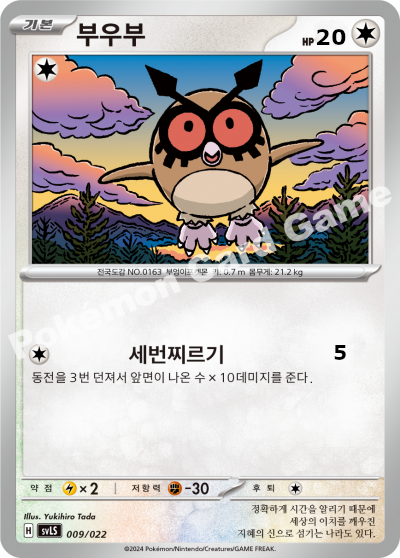 기본 부우부 HP 20
전국도감 NO.0163 부엉이포켓몬 키: 0.7 m 몸무게: 21.2 kg
Pokémon Card Game
세번찌르기 5
동전을 3번 던져서 앞면이 나온 수 × 10데미지를 준다.
약점 ×2 저항력 -30 후퇴
Illus. Yukihiro Tada
H svLS 009/022
정확하게 시간을 알리기 때문에
세상의 이치를 깨우친
지혜의 신으로 섬기는 나라도 있다.
©2024 Pokémon/Nintendo/Creatures/GAME FREAK.